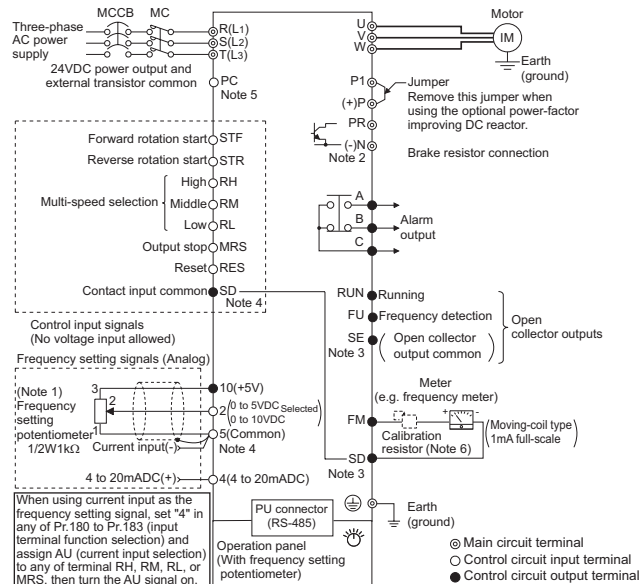 MCCB MC
Three-phase
AC power
supply
R(L1)
S(L2)
T(L3)
24VDC power output and
external transistor common
PC
Note 5
Forward rotation start STF
Reverse rotation start STR
Multi-speed selection
High RH
Middle RM
Low RL
Output stop MRS
Reset RES
Contact input common SD
Note 4
Control input signals
(No voltage input allowed)
Frequency setting signals (Analog)
(Note 1)
Frequency
setting
potentiometer
1/2W1kΩ
3
2
1
10(+5V)
2 (0 to 5VDC Selected
0 to 10VDC)
5(Common)
Note 4
Current input(-)
4 to 20mADC(+)
4(4 to 20mADC)
When using current input as the
frequency setting signal, set "4" in
any of Pr.180 to Pr.183 (input
terminal function selection) and
assign AU (current input selection)
to any of terminal RH, RM, RL, or
MRS, then turn the AU signal on.
PU connector
(RS-485)
Operation panel
(With frequency setting
potentiometer)
U
V
W
Motor
IM
Earth
(ground)
P1
(+)P
PR
(-)N
Note 2
Jumper
Remove this jumper when
using the optional power-factor
improving DC reactor.
Brake resistor connection
A
B
C
Alarm
output
RUN Running
FU Frequency detection
SE
Note 3
(Open collector
output common)
Open
collector outputs
Meter
(e.g. frequency meter)
FM
+ -
Calibration
resistor (Note 6)
(Moving-coil type
1mA full-scale)
SD
Note 3
Earth
(ground)
Main circuit terminal
Control circuit input terminal
Control circuit output terminal